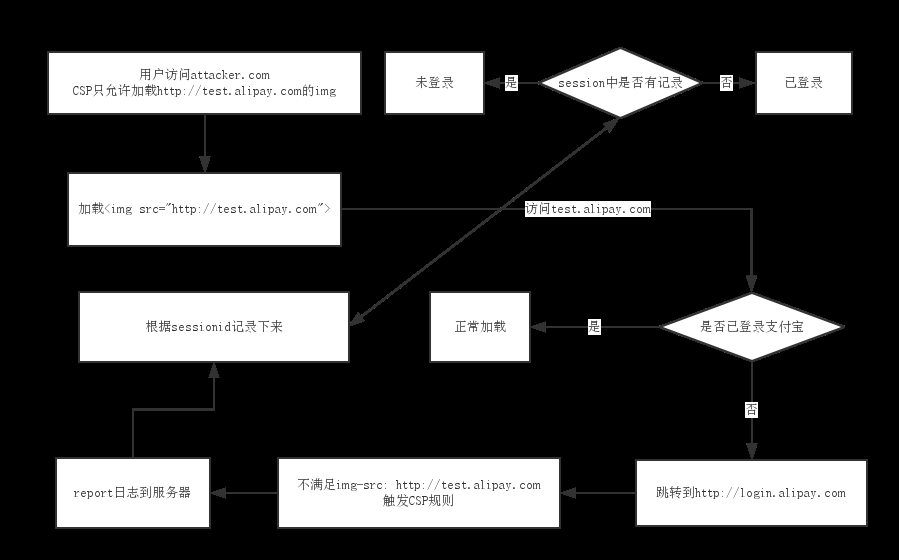 用户访问attacker.com
CSP只允许加载http://test.alipay.com的img
未登录
是
session中是否有记录
否
已登录
加载<img src="http://test.alipay.com">
访问test.alipay.com
根据sessionid记录下来
正常加载
是
是否已登录支付宝
否
report日志到服务器
不满足img-src: http://test.alipay.com
触发CSP规则
跳转到http://login.alipay.com